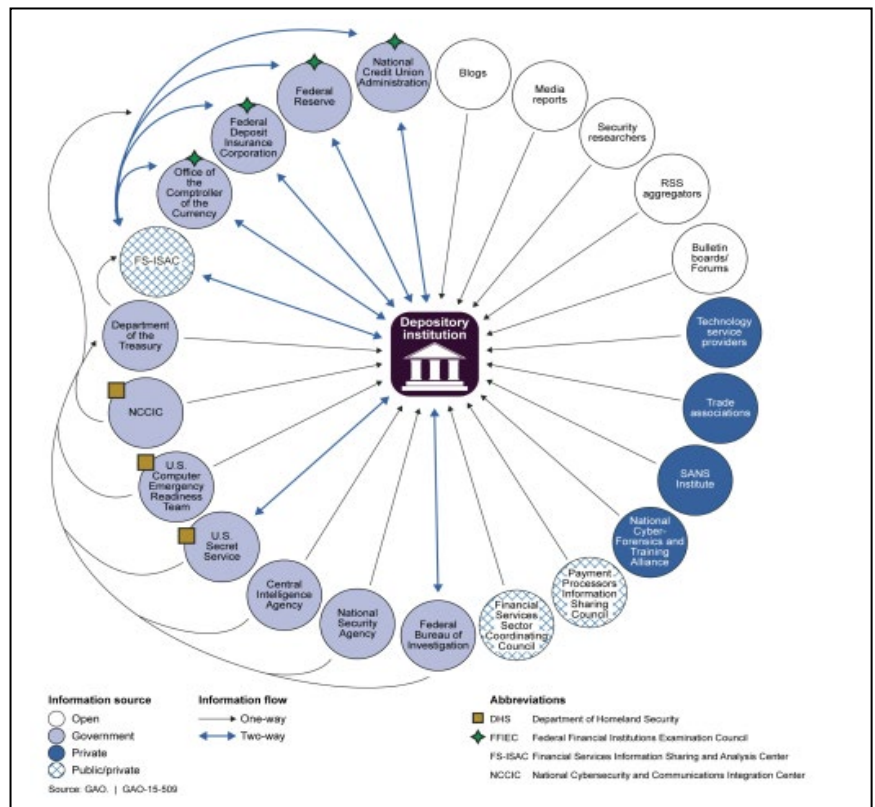 National
Credit Union
Administration
Blogs
Media
reports
Security
researchers
RSS
aggregators
Bulletin
boards/
Forums
Technology
service
providers
Trade
associations
SANS
Institute
National
Cyber-
Forensics and
Training
Alliance
Payment
Processors
Information
Sharing
Council
Financial
Services
Sector
Coordinating
Council
Federal
Bureau of
Investigation
National
Security
Agency
Central
Intelligence
Agency
U.S.
Secret
Service
U.S.
Computer
Emergency
Readiness
Team
NCCIC
Department
of the
Treasury
FS-ISAC
Office of
the
Comptroller
of the
Currency
Federal
Deposit
Insurance
Corporation
Federal
Reserve
Depository
institution
Information source
Open
Government
Private
Public/private
Source: GAO. | GAO-15-509
Information flow
One-way
Two-way
Abbreviations
DHS Department of Homeland Security
FFIEC Federal Financial Institutions Examination Council
FS-ISAC Financial Services Information Sharing and Analysis Center
NCCIC National Cybersecurity and Communications Integration Center